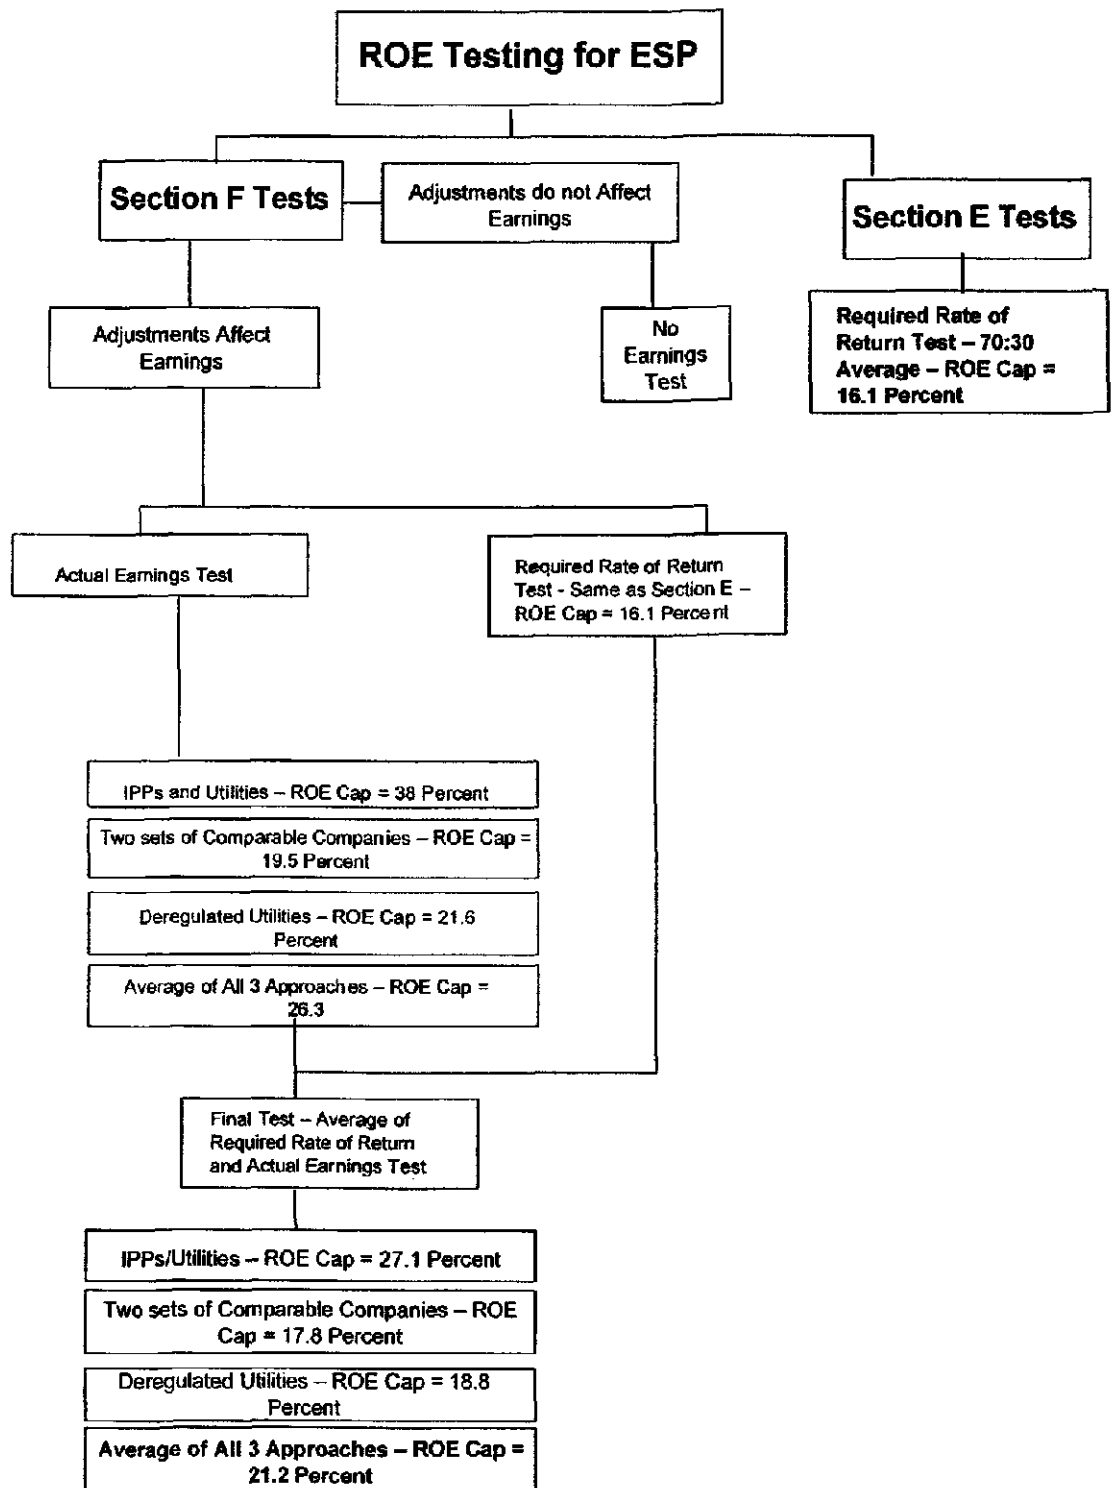 ROE Testing for ESP
Section F Tests
Adjustments do not Affect
Earnings
Section E Tests
Adjustments Affect
Earnings
No
Earnings
Test
Required Rate of
Return Test – 70:30
Average – ROE Cap =
16.1 Percent
Actual Earnings Test
Required Rate of Return
Test - Same as Section E –
ROE Cap = 16.1 Percent
IPPs and Utilities – ROE Cap = 38 Percent
Two sets of Comparable Companies – ROE Cap =
19.5 Percent
Deregulated Utilities – ROE Cap = 21.6
Percent
Average of All 3 Approaches – ROE Cap =
26.3
Final Test – Average of
Required Rate of Return
and Actual Earnings Test
IPPs/Utilities – ROE Cap = 27.1 Percent
Two sets of Comparable Companies – ROE
Cap = 17.8 Percent
Deregulated Utilities – ROE Cap = 18.8
Percent
Average of All 3 Approaches – ROE Cap =
21.2 Percent